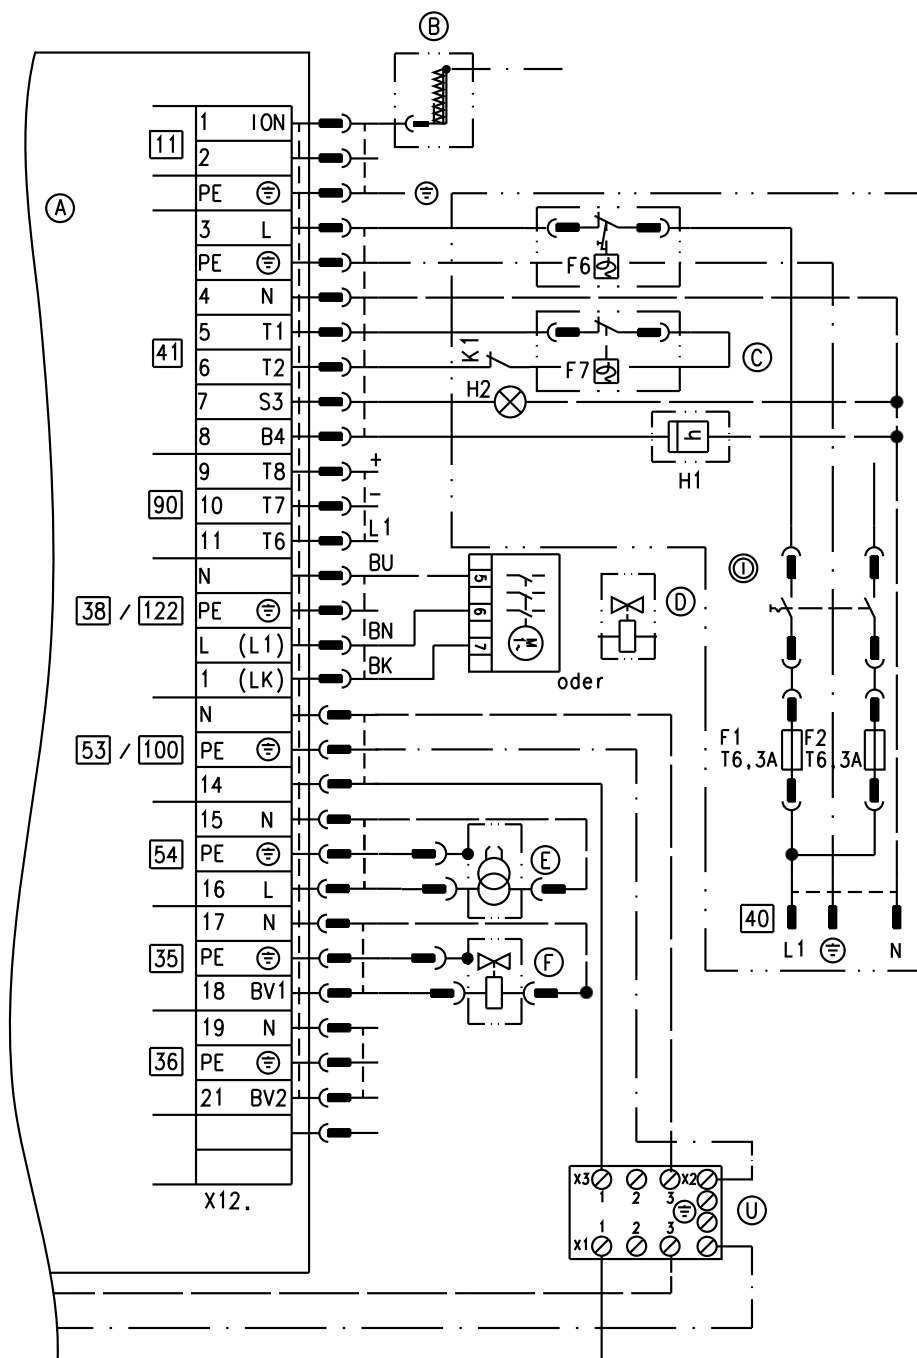 B
A
11
1 ION
2
PE
41
3 L
PE
4 N
5 T1
6 T2
7 S3
8 B4
90
9 T8 +
10 T7 −
11 T6 L1
38 / 122
N BU
PE
L (L1) BN
1 (LK) BK
53 / 100
N
PE
14
54
15 N
PE
16 L
35
17 N
PE
18 BV1
36
19 N
PE
21 BV2
X12.
F6
K1
F7
C
H2
H1
5
6
7
M
1~
oder
D
I
F1
T6,3A
F2
T6,3A
E
F
40
L1
N
X3 X2
1 2 3
1 2 3
X1
U